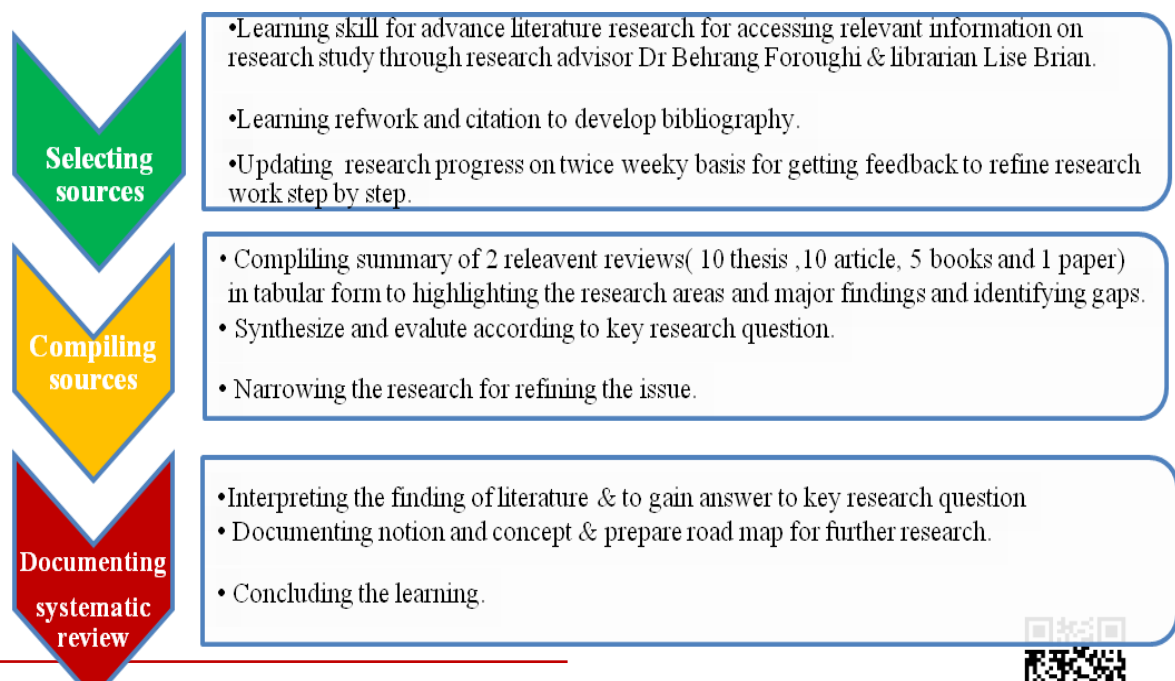 •Learning skill for advance literature research for accessing relevant information on
research study through research advisor Dr Behrang Foroughi & librarian Lise Brian.
•Learning refwork and citation to develop bibliography.
•Updating research progress on twice weeky basis for getting feedback to refine research
work step by step.
Selecting
sources
• Compliling summary of 2 releavent reviews( 10 thesis ,10 article, 5 books and 1 paper)
in tabular form to highlighting the research areas and major findings and identifying gaps.
• Synthesize and evalute according to key research question.
• Narrowing the research for refining the issue.
Compiling
sources
•Interpreting the finding of literature & to gain answer to key research question
• Documenting notion and concept & prepare road map for further research.
• Concluding the learning.
Documenting
systematic
review